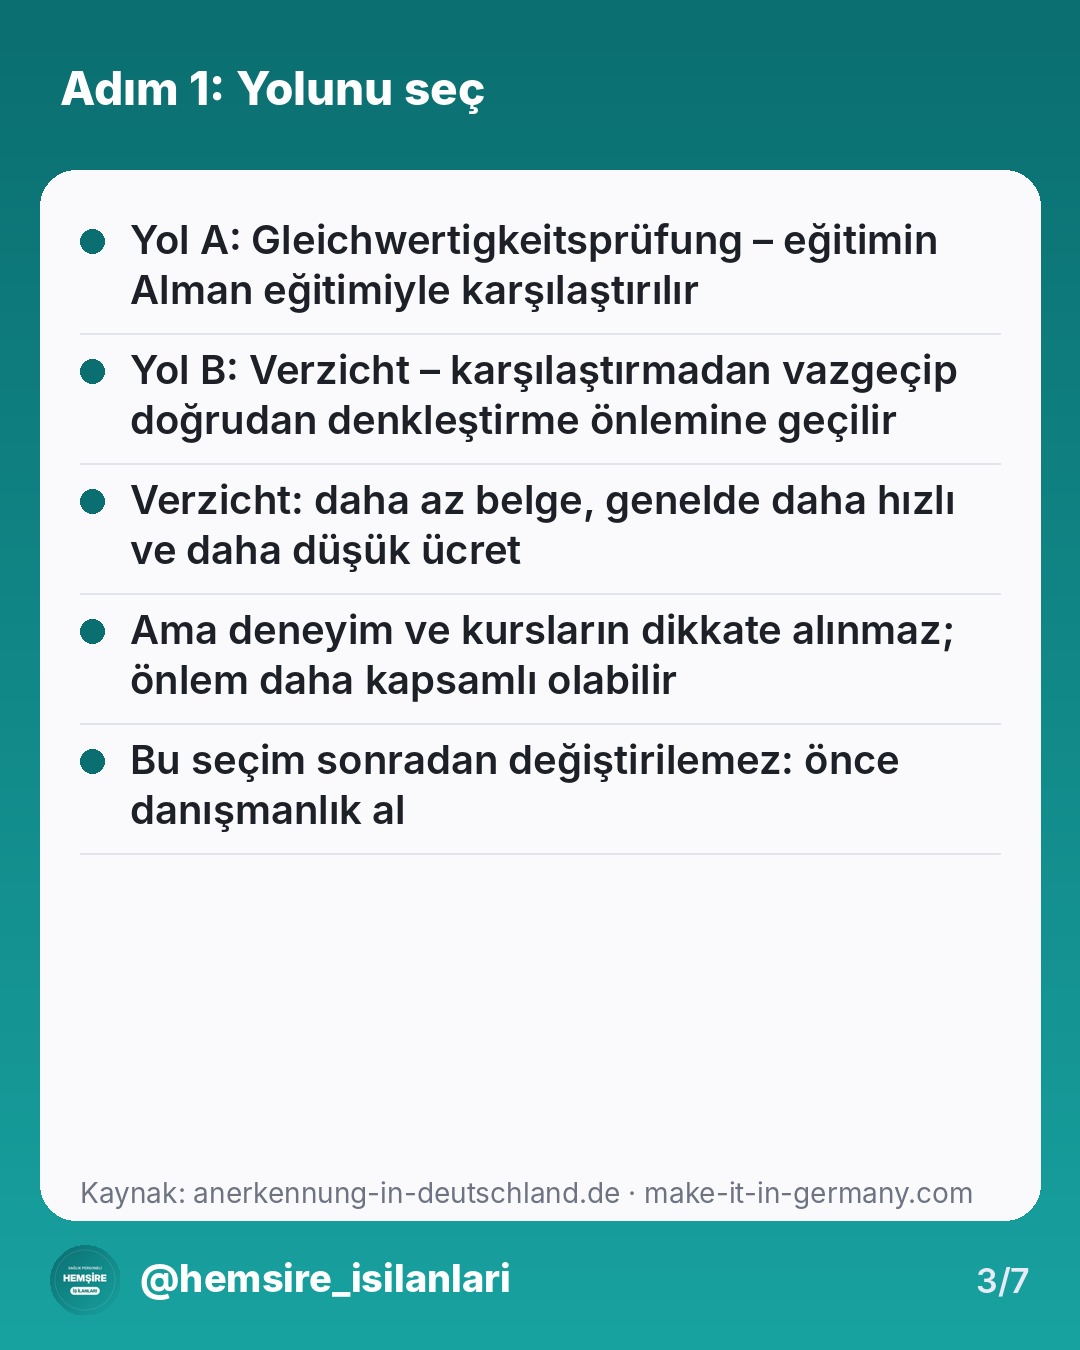 Adım 1: Yolunu seç
Yol A: Gleichwertigkeitsprüfung – eğitimin
Alman eğitimiyle karşılaştırılır
Yol B: Verzicht – karşılaştırmadan vazgeçip
doğrudan denkleştirme önlemine geçilir
Verzicht: daha az belge, genelde daha hızlı
ve daha düşük ücret
Ama deneyim ve kursların dikkate alınmaz;
önlem daha kapsamlı olabilir
Bu seçim sonradan değiştirilemez: önce
danışmanlık al
Kaynak: anerkennung-in-deutschland.de · make-it-in-germany.com
SAĞLIK PERSONELİ
HEMŞİRE
İŞ İLANLARI
@hemsire_isilanlari
3/7